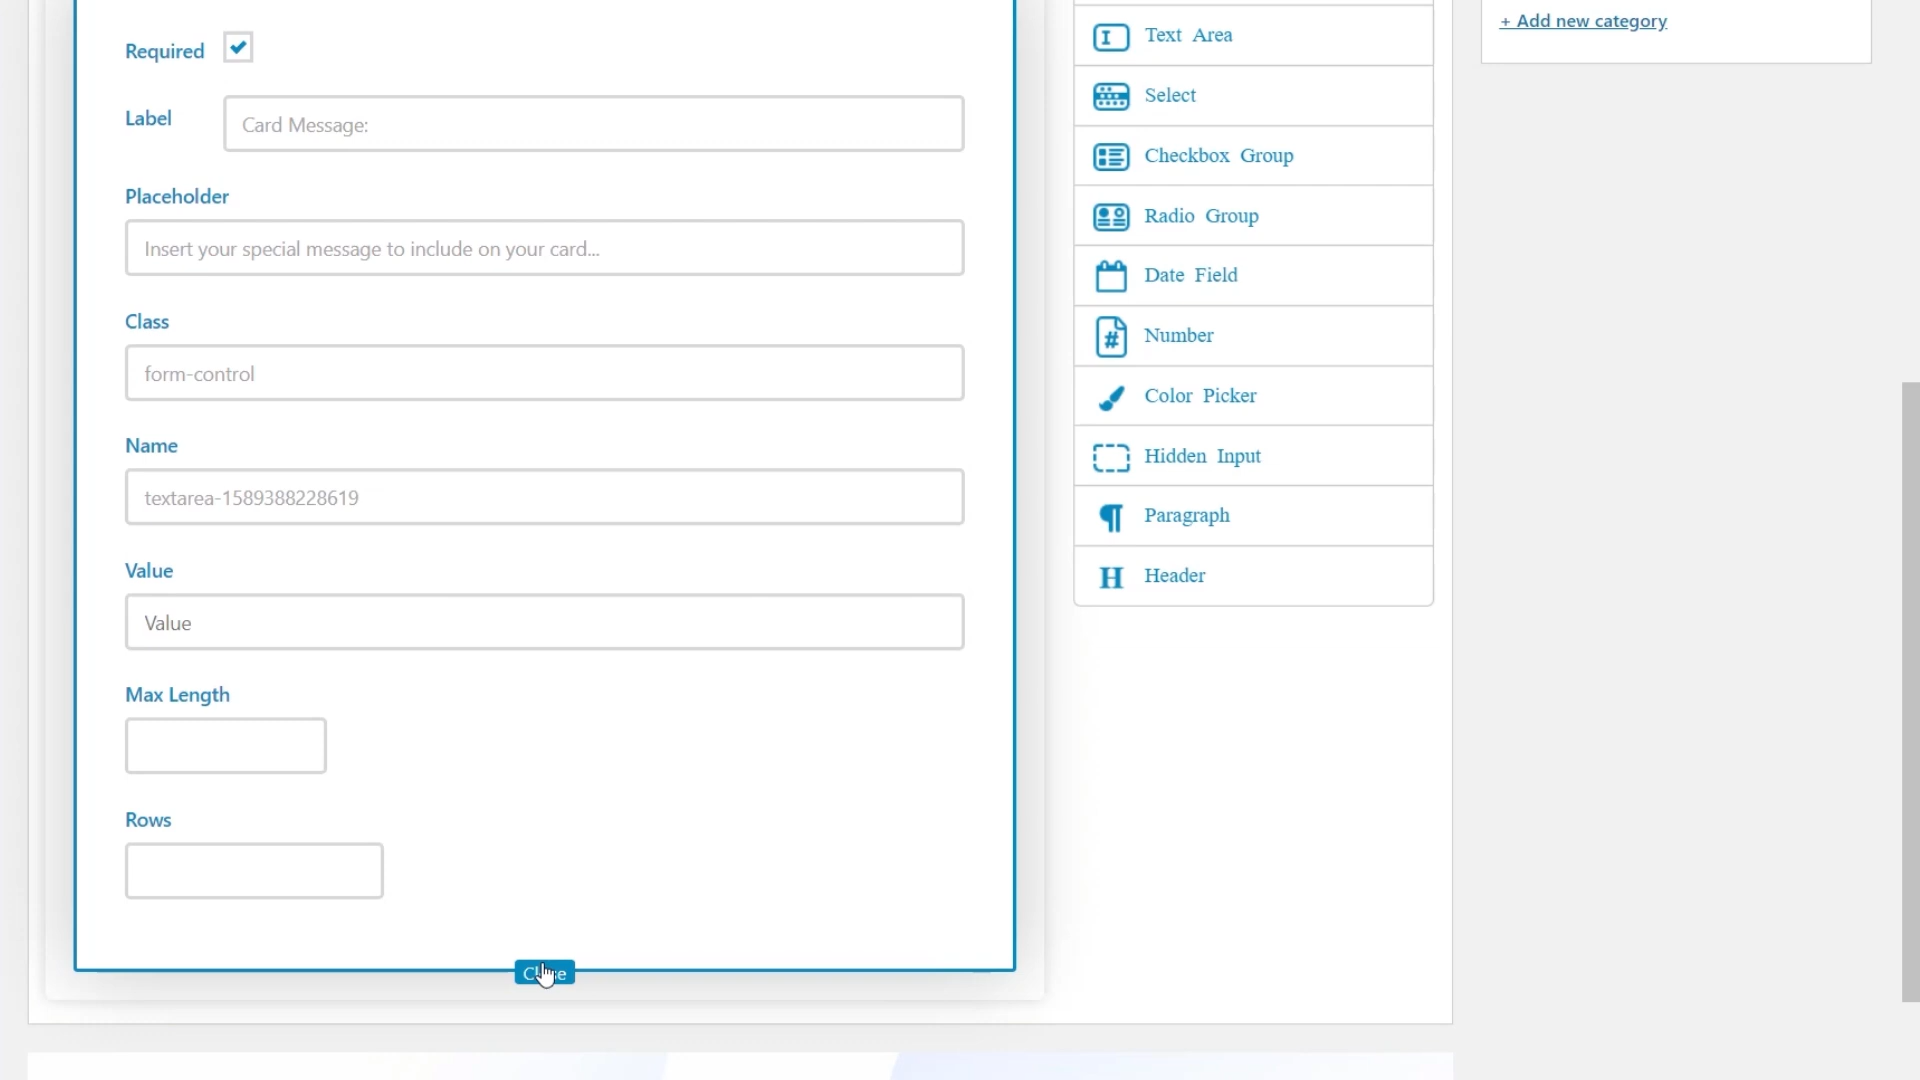 Required
Label
Card Message:
Placeholder
Insert your special message to include on your card...
Class
form-control
Name
textarea-1589388228619
Value
Value
Max Length
Rows
Text Area
Select
Checkbox Group
Radio Group
Date Field
Number
Color Picker
Hidden Input
Paragraph
H Header
+ Add new category